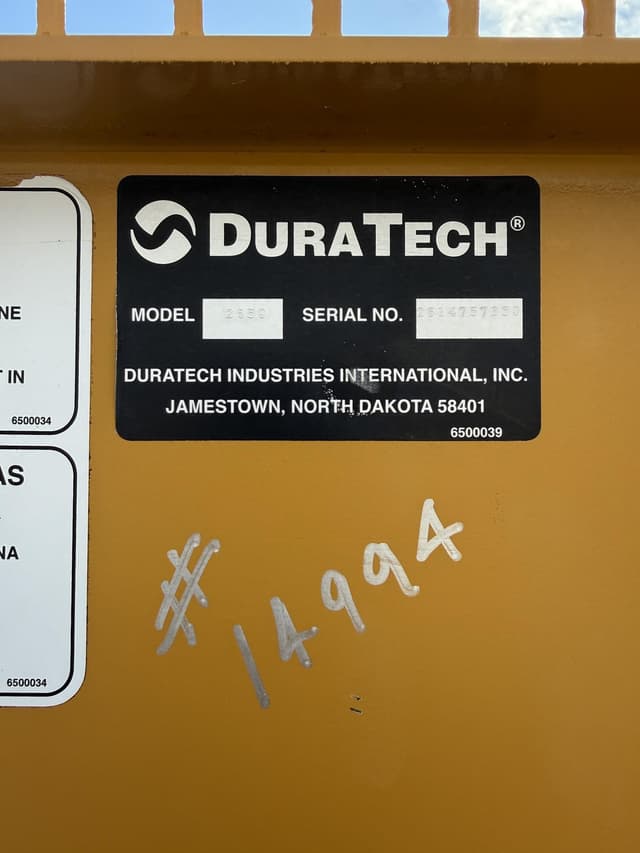 NE
IN
6500034
AS
NA
6500034
DURATECH®
MODEL 2650 SERIAL NO.
DURATECH INDUSTRIES INTERNATIONAL, INC.
JAMESTOWN, NORTH DAKOTA 58401
6500039
# 14994